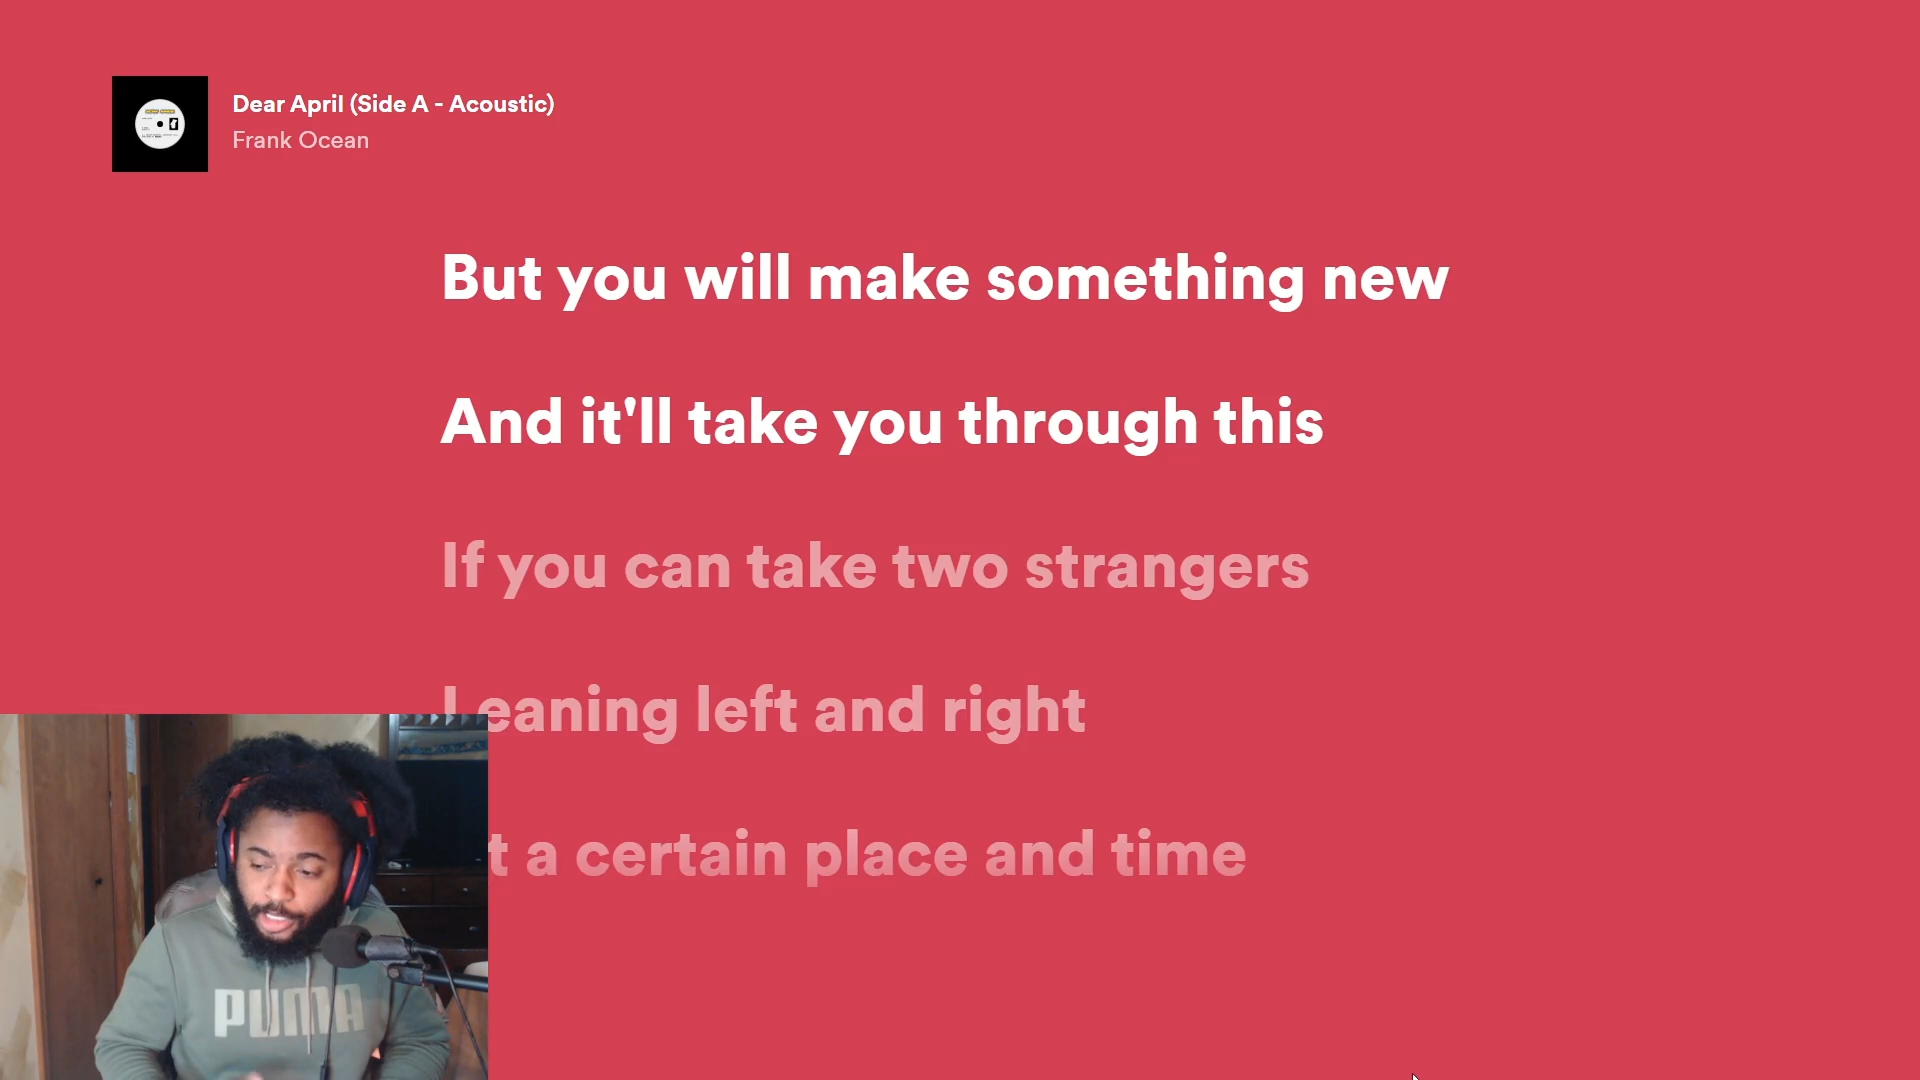 Dear April (Side A - Acoustic)
Frank Ocean
But you will make something new
And it'll take you through this
If you can take two strangers
Leaning left and right
t a certain place and time
PUMA